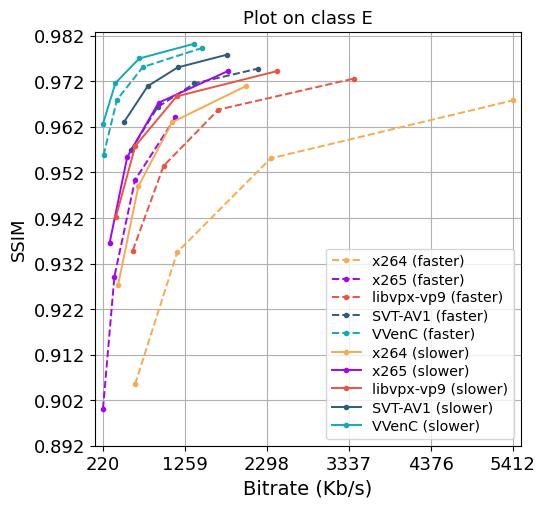 Plot on class E
SSIM
0.982
0.972
0.962
0.952
0.942
0.932
0.922
0.912
0.902
0.892
x264 (faster)
x265 (faster)
libvpx-vp9 (faster)
SVT-AV1 (faster)
VVenC (faster)
x264 (slower)
x265 (slower)
libvpx-vp9 (slower)
SVT-AV1 (slower)
VVenC (slower)
220 1259 2298 3337 4376 5412
Bitrate (Kb/s)